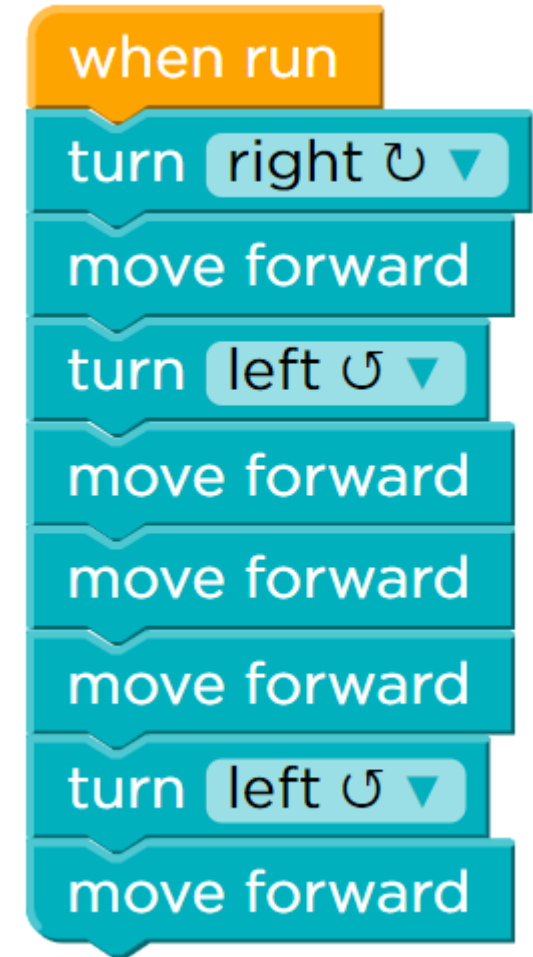 when run
turn right ↻ ▼
move forward
turn left ↺ ▼
move forward
move forward
move forward
turn left ↺ ▼
move forward